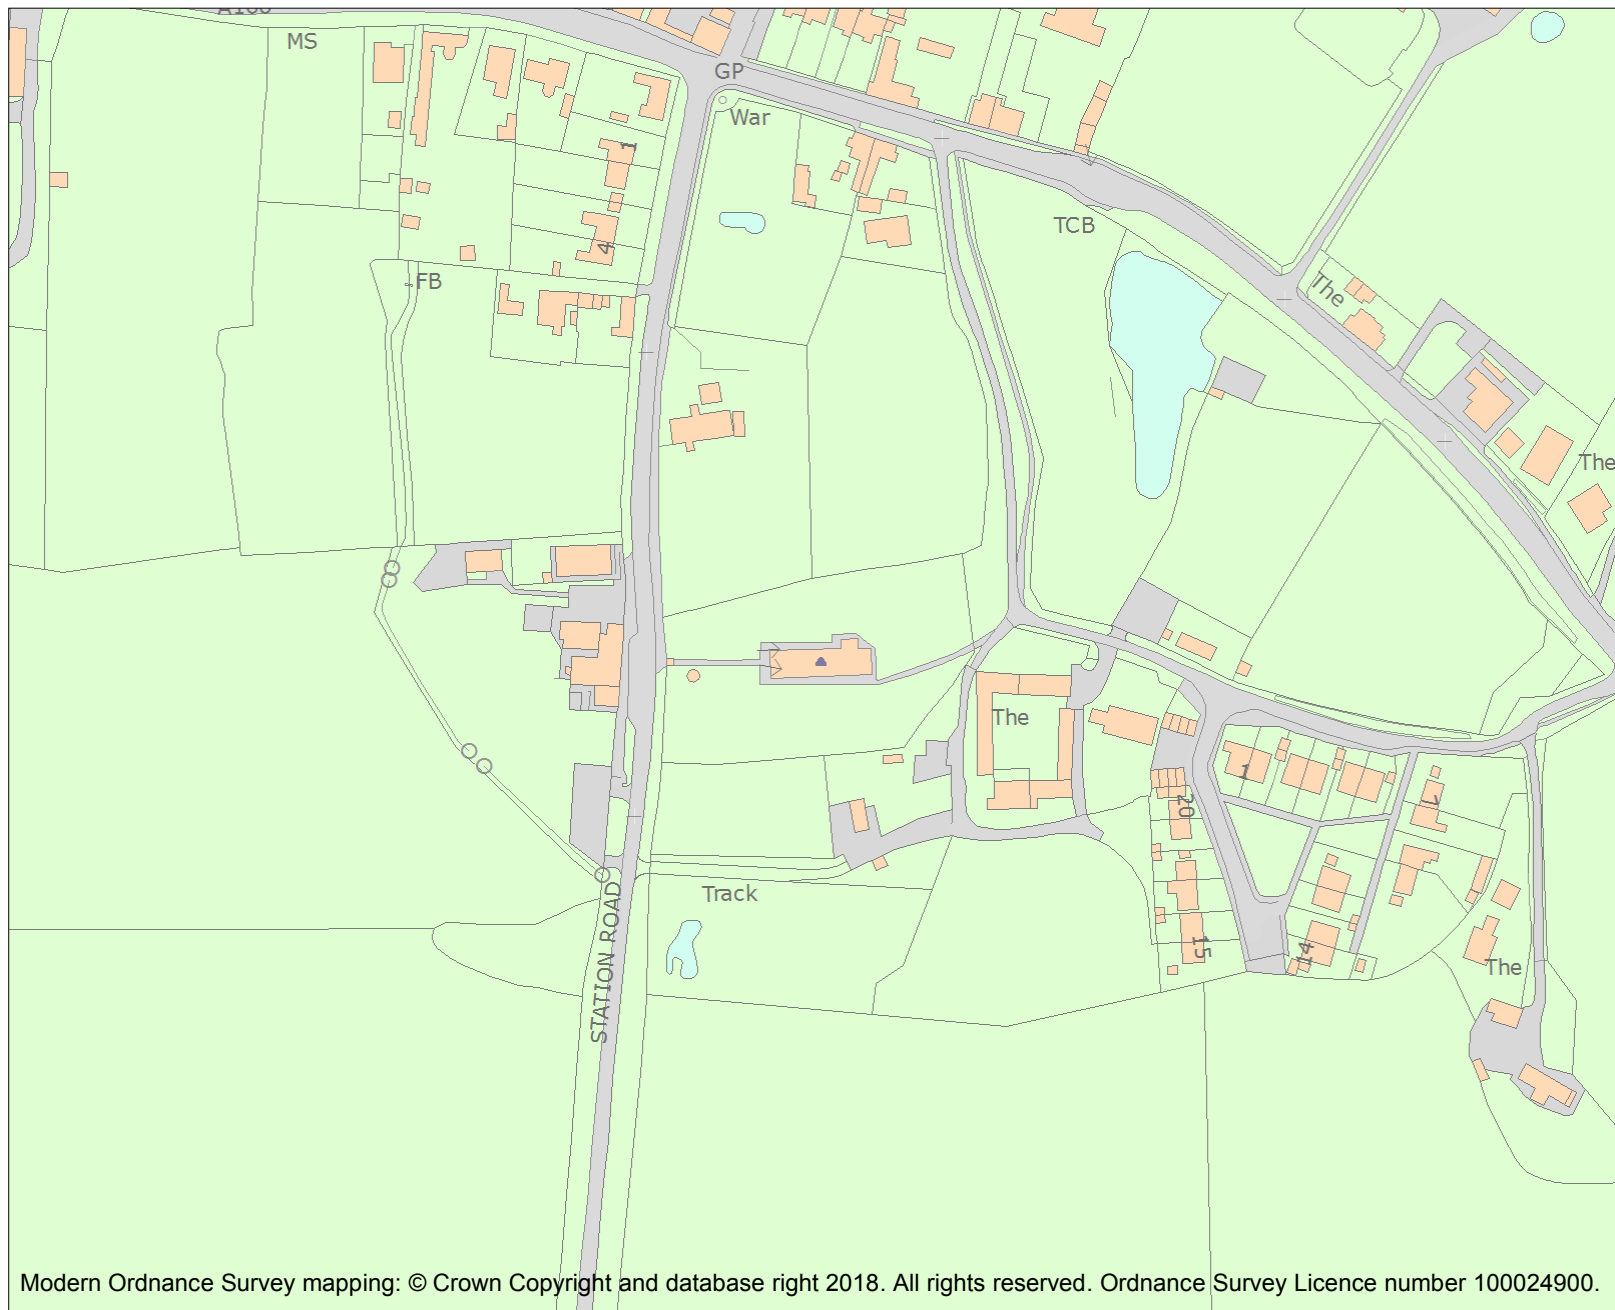 MS
GP
War
1
TCB
4
FB
The
The
The
1
20
7
Track
STATION ROAD
15
14
The
Modern Ordnance Survey mapping: © Crown Copyright and database right 2018. All rights reserved. Ordnance Survey Licence number 100024900.